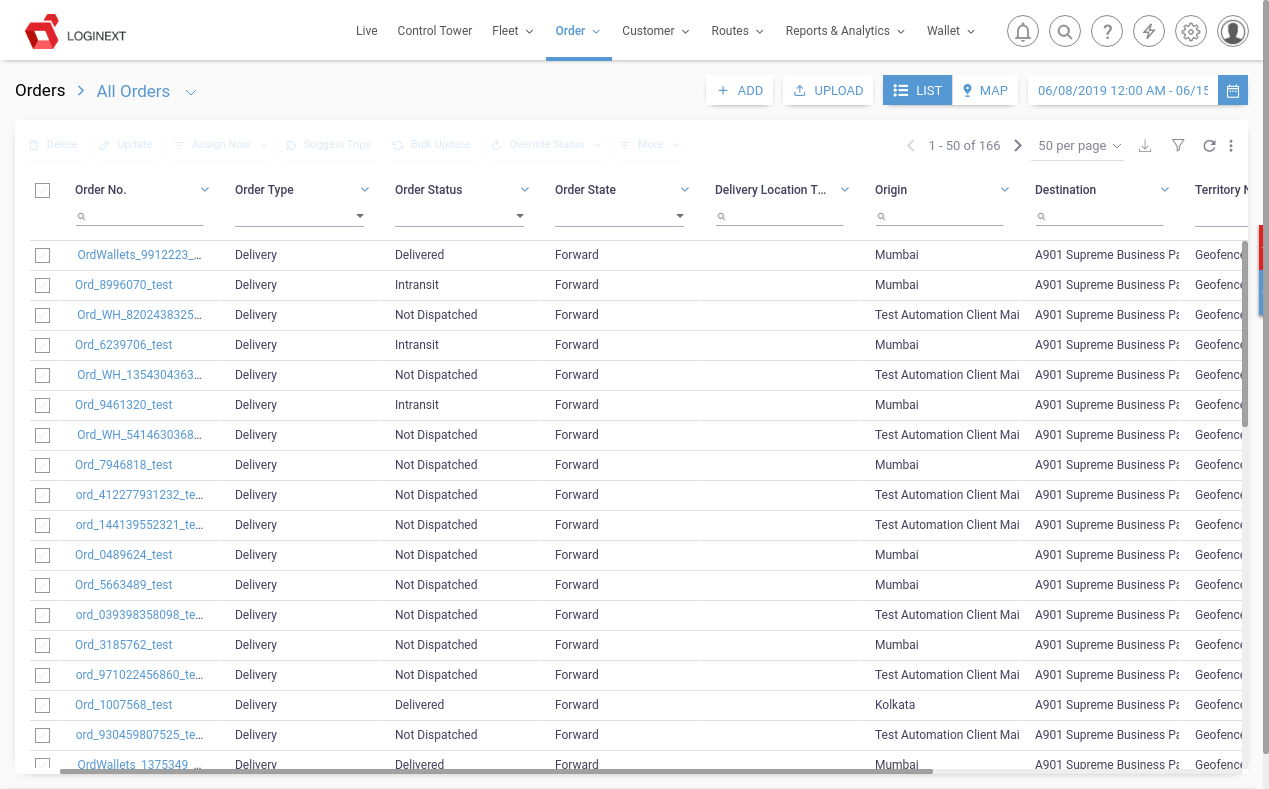 LOGINEXT Live Control Tower Fleet Order Customer Routes Reports & Analytics Wallet
Orders > All Orders + ADD UPLOAD LIST MAP 06/08/2019 12:00 AM - 06/15
Delete Update Assign Now Suggest Trips Bulk Update Override Status More 1 - 50 of 166 50 per page
Order No. Order Type Order Status Order State Delivery Location T... Origin Destination Territory N
OrdWallets_9912223_... Delivery Delivered Forward Mumbai A901 Supreme Business Pa Geofence
Ord_8996070_test Delivery Intransit Forward Mumbai A901 Supreme Business Pa Geofence
Ord_WH_8202438325... Delivery Not Dispatched Forward Test Automation Client Mai A901 Supreme Business Pa Geofence
Ord_6239706_test Delivery Intransit Forward Mumbai A901 Supreme Business Pa Geofence
Ord_WH_1354304363... Delivery Not Dispatched Forward Test Automation Client Mai A901 Supreme Business Pa Geofence
Ord_9461320_test Delivery Intransit Forward Mumbai A901 Supreme Business Pa Geofence
Ord_WH_5414630368... Delivery Not Dispatched Forward Test Automation Client Mai A901 Supreme Business Pa Geofence
Ord_7946818_test Delivery Not Dispatched Forward Mumbai A901 Supreme Business Pa Geofence
ord_412277931232_te... Delivery Not Dispatched Forward Test Automation Client Mai A901 Supreme Business Pa Geofence
ord_144139552321_te... Delivery Not Dispatched Forward Test Automation Client Mai A901 Supreme Business Pa Geofence
Ord_0489624_test Delivery Not Dispatched Forward Mumbai A901 Supreme Business Pa Geofence
Ord_5663489_test Delivery Not Dispatched Forward Mumbai A901 Supreme Business Pa Geofence
ord_039398358098_te... Delivery Not Dispatched Forward Test Automation Client Mai A901 Supreme Business Pa Geofence
Ord_3185762_test Delivery Not Dispatched Forward Mumbai A901 Supreme Business Pa Geofence
ord_971022456860_te... Delivery Not Dispatched Forward Test Automation Client Mai A901 Supreme Business Pa Geofence
Ord_1007568_test Delivery Delivered Forward Kolkata A901 Supreme Business Pa Geofence
ord_930459807525_te... Delivery Not Dispatched Forward Test Automation Client Mai A901 Supreme Business Pa Geofence
OrdWallets_1375349_... Delivery Delivered Forward Mumbai A901 Supreme Business Pa Geofence